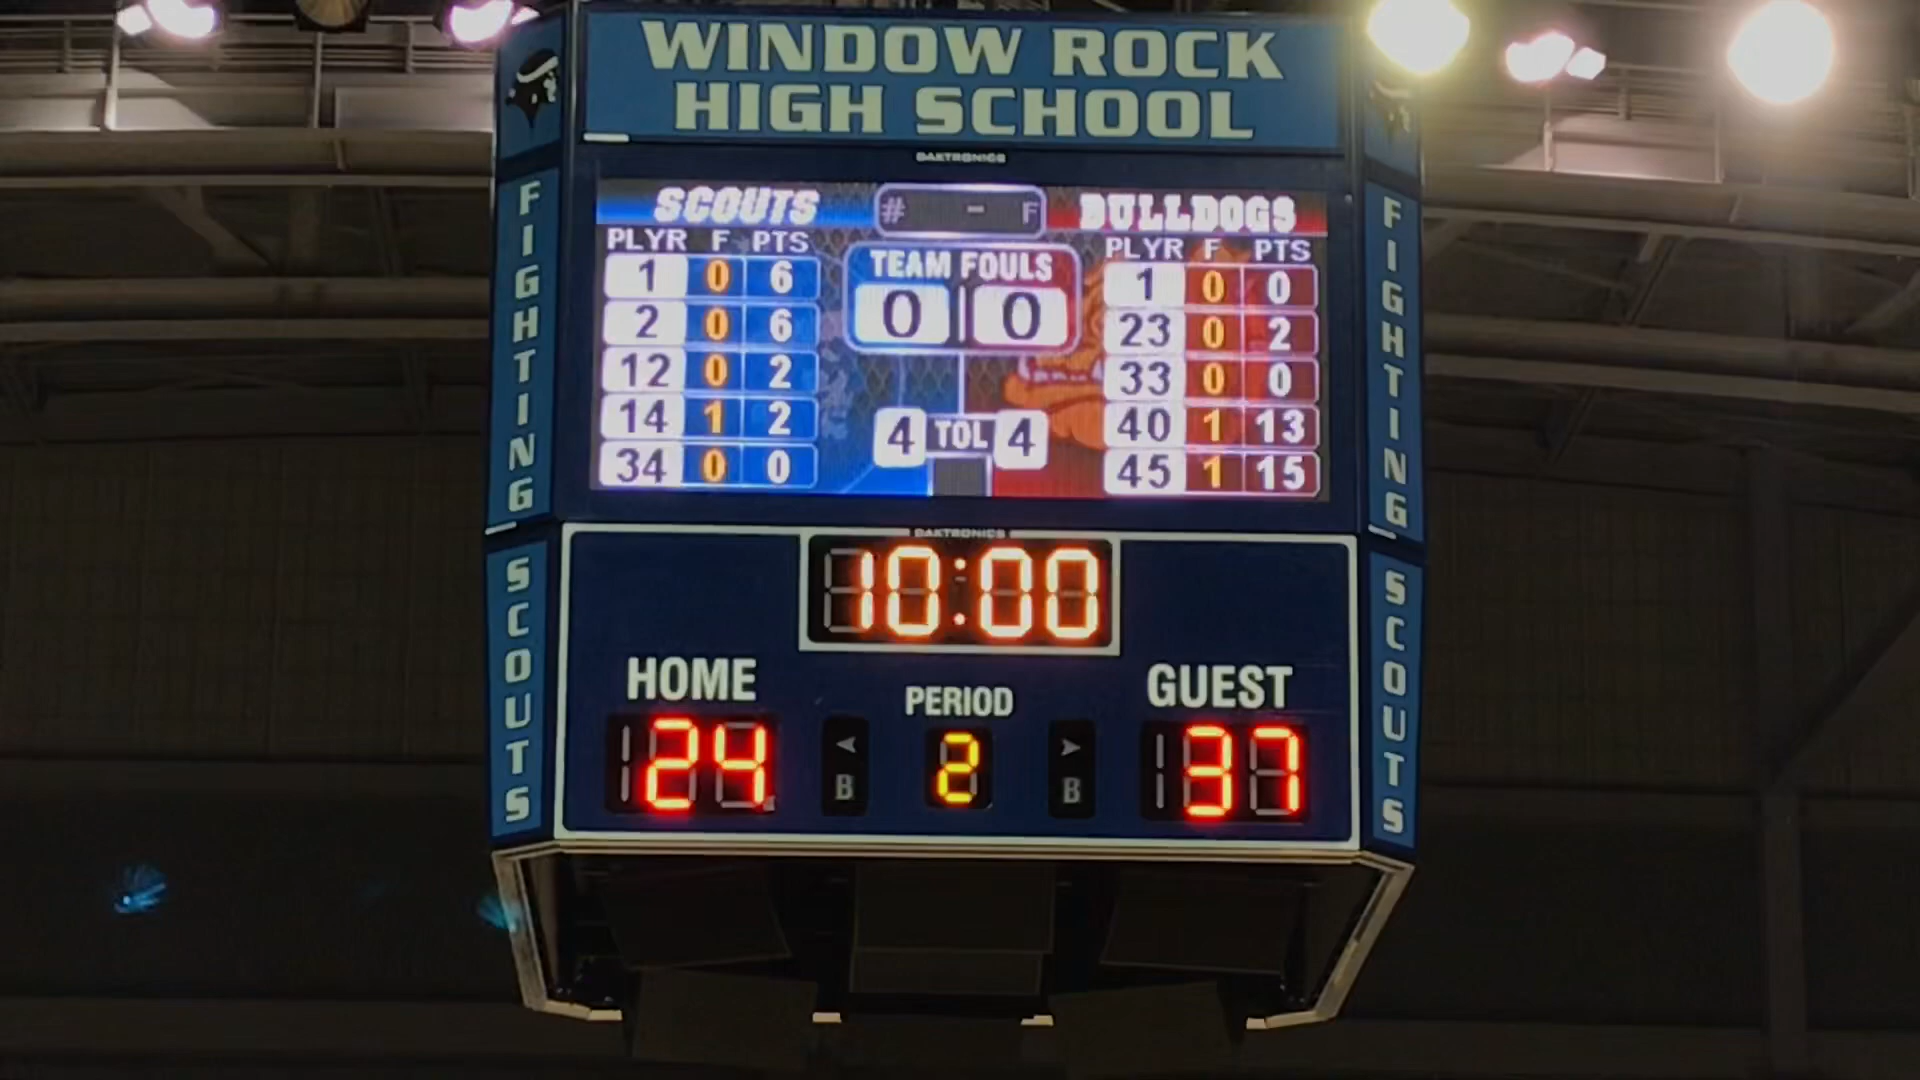 WINDOW ROCK
HIGH SCHOOL
DAKTRONICS
FIGHTING
SCOUTS
SCOUTS # - F BULLDOGS
PLYR F PTS
1 0 6
2 0 6
12 0 2
14 1 2
34 0 0
TEAM FOULS
0 0
4 TOL 4
PLYR F PTS
1 0 0
23 0 2
33 0 0
40 1 13
45 1 15
FIGHTING
SCOUTS
DAKTRONICS
10:00
HOME PERIOD GUEST
24 B 2 B 37